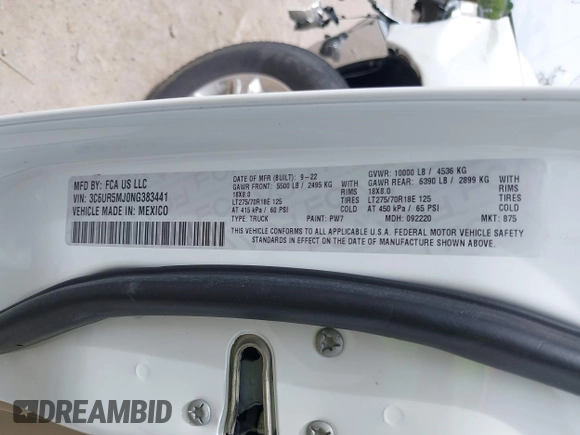 MFD BY: FCA US LLC
VIN: 3C6UR5MJ0NG383441
VEHICLE MADE IN: MEXICO
DATE OF MFR (BUILT): 9-22
GAWR FRONT: 5500 LB / 2495 KG
18X8.0 RIMS
LT275/70R18E 125 TIRES
AT 415 kPa / 60 PSI COLD
TYPE: TRUCK PAINT: PW7
GVWR: 10000 LB / 4536 KG
GAWR REAR: 6390 LB / 2899 KG
18X8.0 RIMS
LT275/70R18E 125 TIRES
AT 450 kPa / 65 PSI COLD
MDH: 092220 MKT: B75
THIS VEHICLE CONFORMS TO ALL APPLICABLE U.S.A. FEDERAL MOTOR VEHICLE SAFETY
STANDARDS IN EFFECT ON THE DATE OF MANUFACTURE SHOWN ABOVE.
DREAMBID